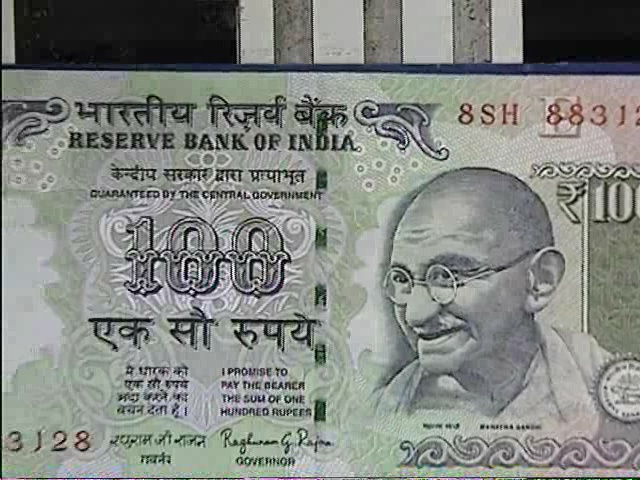 भारतीय रिज़र्व बैंक
RESERVE BANK OF INDIA
8SH 8831
केन्दीय सरकार द्वारा प्रत्याभूत
GUARANTEED BY THE CENTRAL GOVERNMENT
₹100
100
एक सौ रुपये
मैं धारक को
एक सौ रुपये
अदा करने का
वचन देता हूँ।
I PROMISE TO
PAY THE BEARER
THE SUM OF ONE
HUNDRED RUPEES
3128
रघुराम जी राजन
Raghuram G. Rajan
गवर्नर
GOVERNOR
महात्मा गांधी
MAHATMA GANDHI